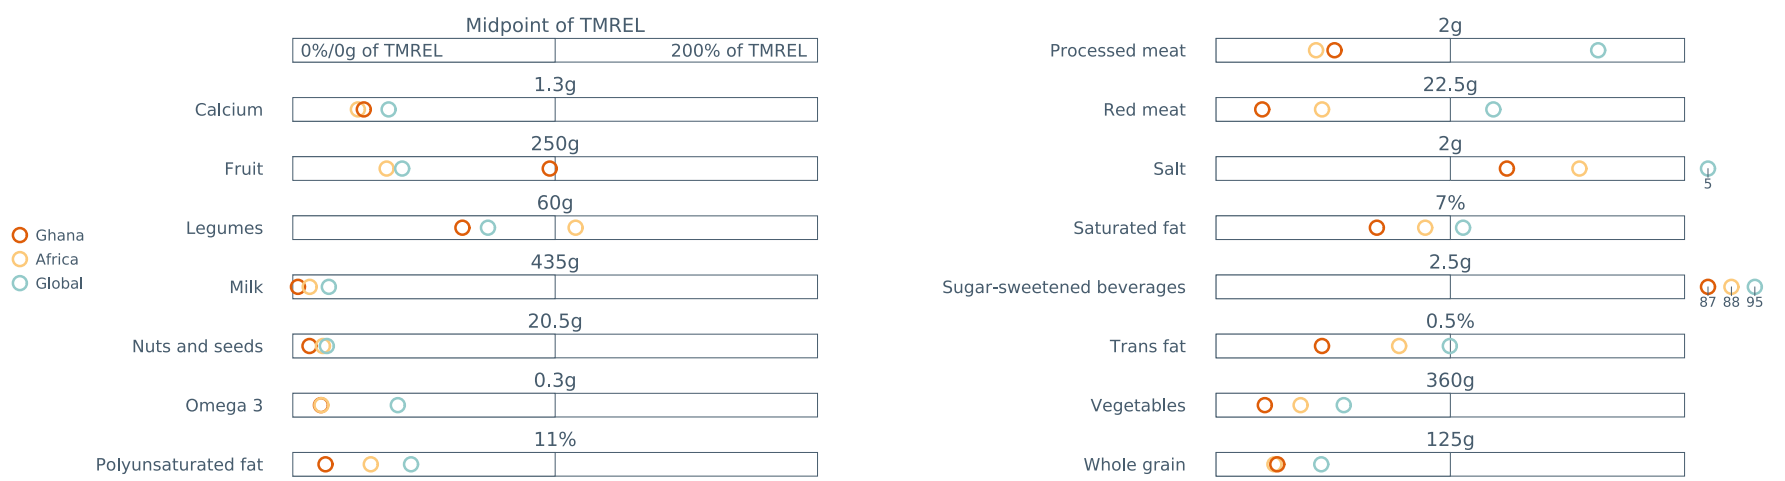 Midpoint of TMREL
0%/0g of TMREL 200% of TMREL
1.3g
Calcium
250g
Fruit
60g
Legumes
435g
Milk
20.5g
Nuts and seeds
0.3g
Omega 3
11%
Polyunsaturated fat
Ghana
Africa
Global
2g
Processed meat
22.5g
Red meat
2g
Salt
5
7%
Saturated fat
2.5g
Sugar-sweetened beverages
87 88 95
0.5%
Trans fat
360g
Vegetables
125g
Whole grain